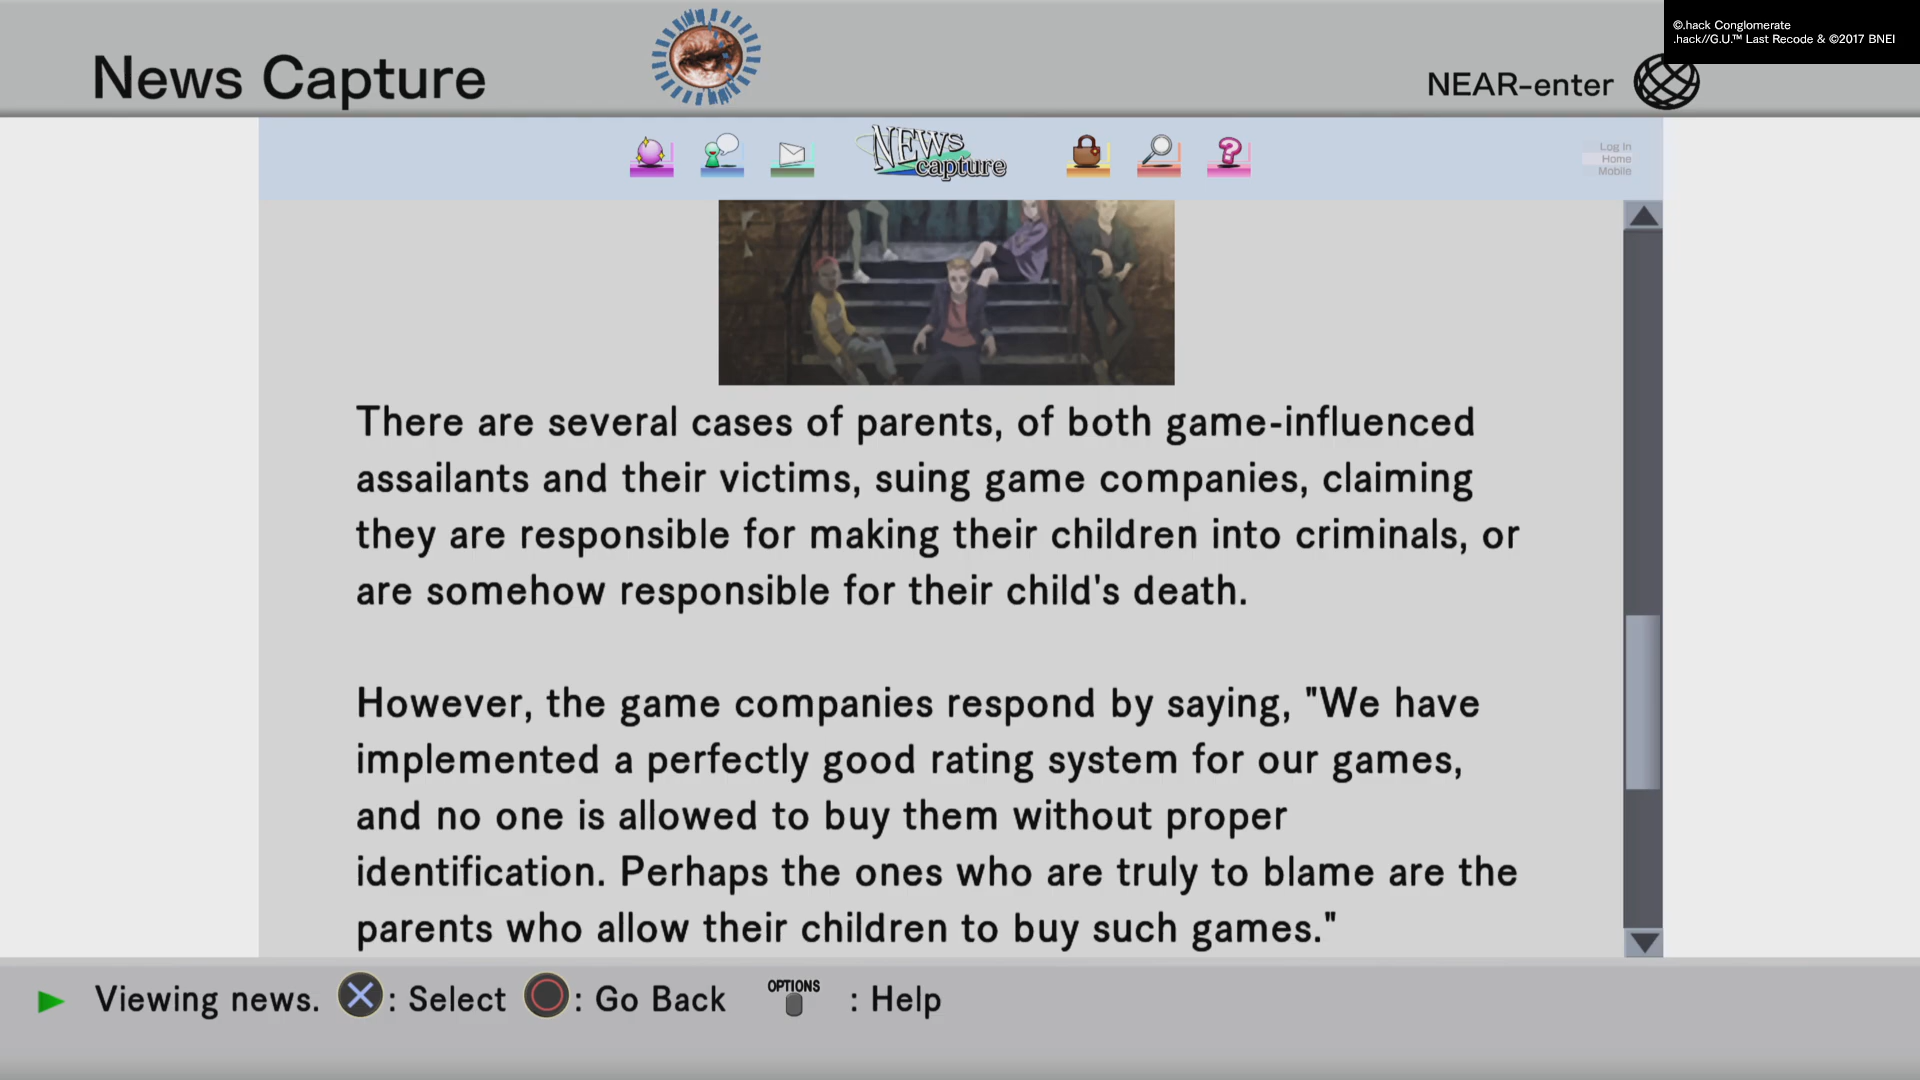 ©.hack Conglomerate
.hack//G.U.™ Last Recode & ©2017 BNEI
News Capture
NEAR-enter
NEWS
capture
Log in
Home
Mobile
There are several cases of parents, of both game-influenced
assailants and their victims, suing game companies, claiming
they are responsible for making their children into criminals, or
are somehow responsible for their child's death.
However, the game companies respond by saying, "We have
implemented a perfectly good rating system for our games,
and no one is allowed to buy them without proper
identification. Perhaps the ones who are truly to blame are the
parents who allow their children to buy such games."
Viewing news. : Select : Go Back OPTIONS : Help